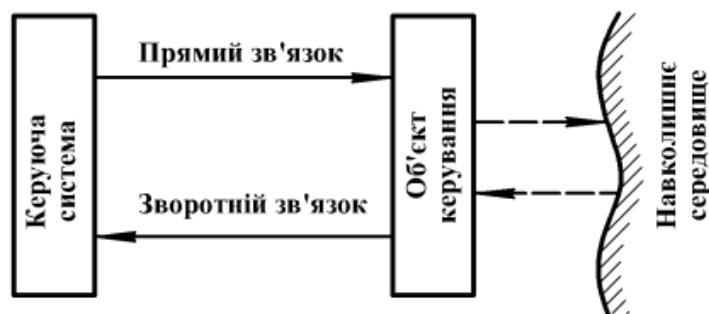 Керуюча
система
Прямий зв'язок
Зворотній зв'язок
Об'єкт
керування
Навколишнє
середовище